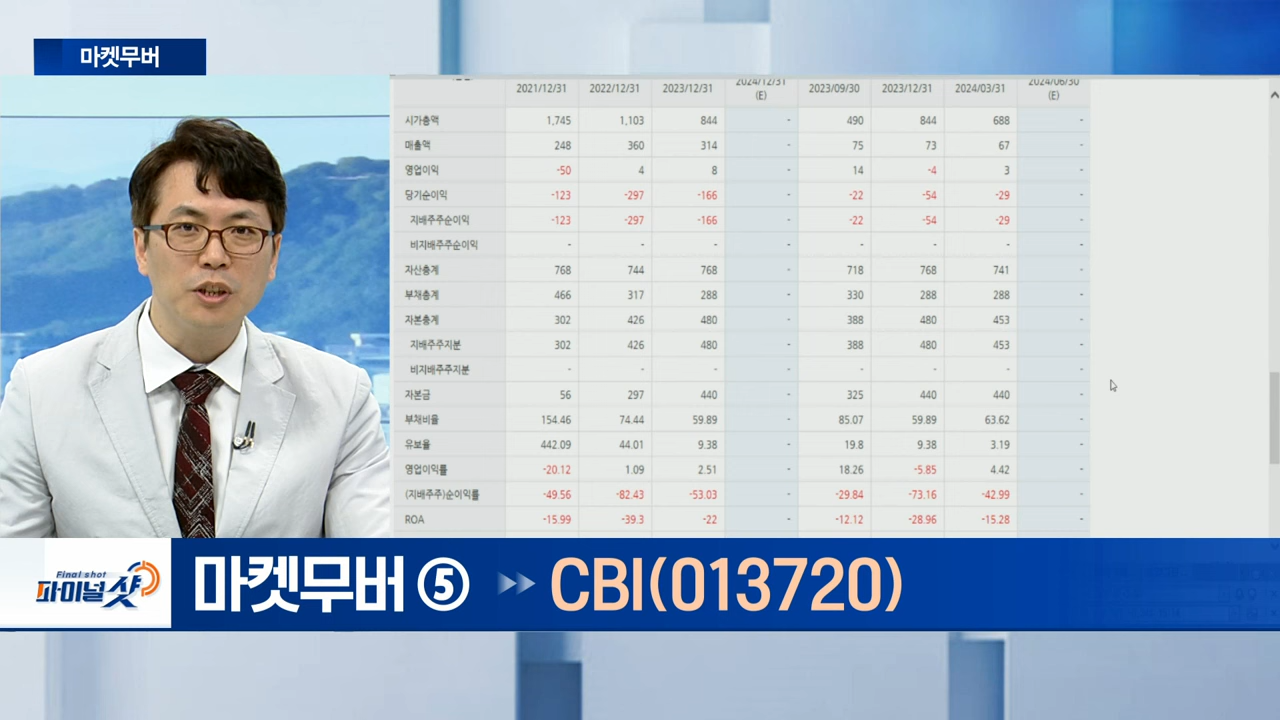 마켓무버
2021/12/31 2022/12/31 2023/12/31 2024/12/31 (E) 2023/09/30 2023/12/31 2024/03/31 2024/06/30 (E)
시가총액 1,745 1,103 844 - 490 844 688 -
매출액 248 360 314 - 75 73 67 -
영업이익 -50 4 8 - 14 -4 3 -
당기순이익 -123 -297 -166 - -22 -54 -29 -
지배주주순이익 -123 -297 -166 - -22 -54 -29 -
비지배주주순이익 - - - - - - - -
자산총계 768 744 768 - 718 768 741 -
부채총계 466 317 288 - 330 288 288 -
자본총계 302 426 480 - 388 480 453 -
지배주주지분 302 426 480 - 388 480 453 -
비지배주주지분 - - - - - - - -
자본금 56 297 440 - 325 440 440 -
부채비율 154.46 74.44 59.89 - 85.07 59.89 63.62 -
유보율 442.09 44.01 9.38 - 19.8 9.38 3.19 -
영업이익률 -20.12 1.09 2.51 - 18.26 -5.85 4.42 -
(지배주주)순이익률 -49.56 -82.43 -53.03 - -29.84 -73.16 -42.99 -
ROA -15.99 -39.3 -22 - -12.12 -28.96 -15.28 -
Final shot
파이널샷
마켓무버 ⑤ CBI(013720)